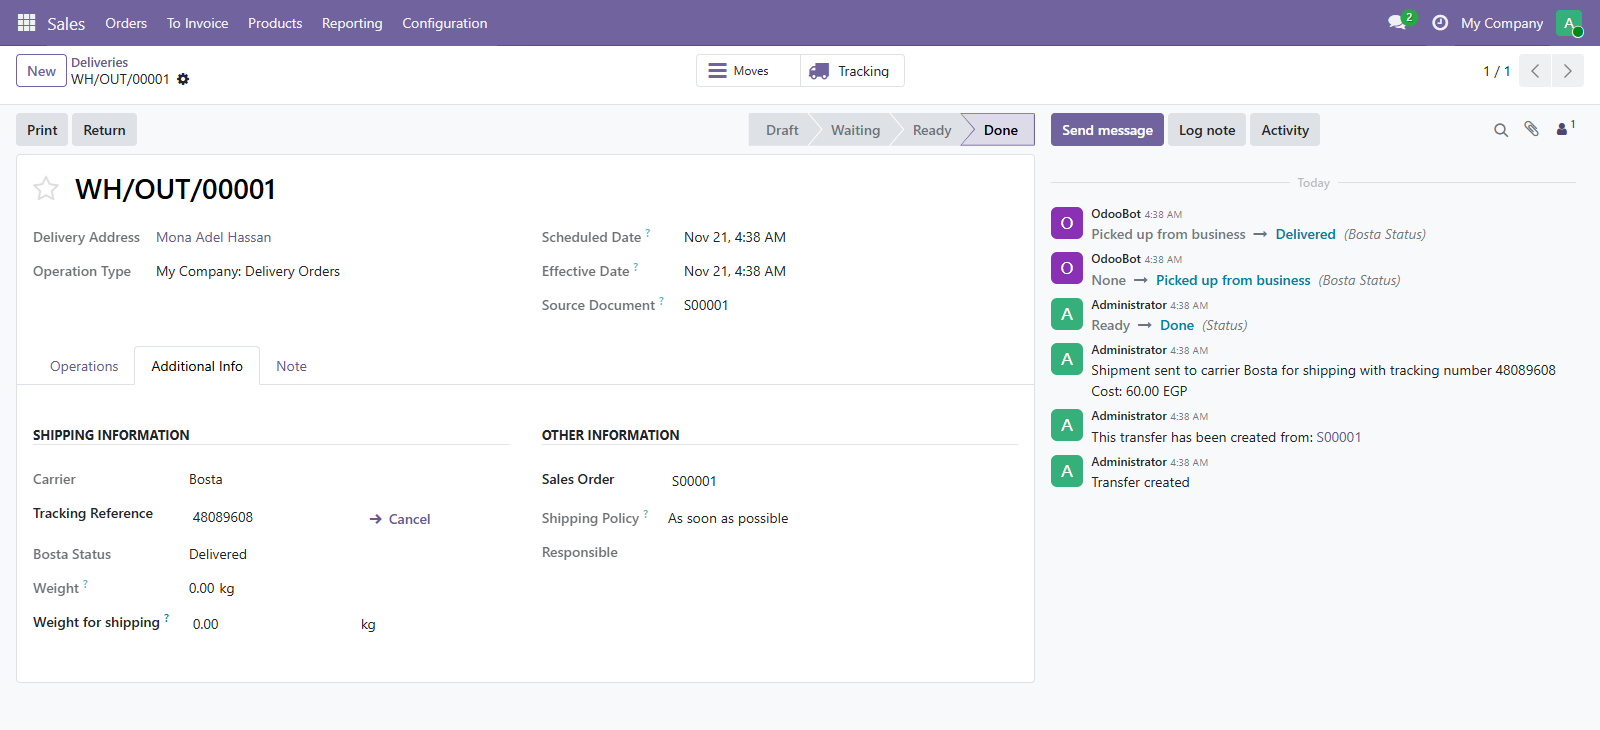 Sales Orders To Invoice Products Reporting Configuration 2 My Company A
New Deliveries
WH/OUT/00001
Moves Tracking
1 / 1
Print Return
Draft Waiting Ready Done
Send message Log note Activity 1
WH/OUT/00001
Delivery Address Mona Adel Hassan
Operation Type My Company: Delivery Orders
Scheduled Date ? Nov 21, 4:38 AM
Effective Date ? Nov 21, 4:38 AM
Source Document ? S00001
Operations Additional Info Note
SHIPPING INFORMATION
Carrier Bosta
Tracking Reference 48089608 Cancel
Bosta Status Delivered
Weight ? 0.00 kg
Weight for shipping ? 0.00 kg
OTHER INFORMATION
Sales Order S00001
Shipping Policy ? As soon as possible
Responsible
Today
O OdooBot 4:38 AM
Picked up from business → Delivered (Bosta Status)
O OdooBot 4:38 AM
None → Picked up from business (Bosta Status)
A Administrator 4:38 AM
Ready → Done (Status)
A Administrator 4:38 AM
Shipment sent to carrier Bosta for shipping with tracking number 48089608
Cost: 60.00 EGP
A Administrator 4:38 AM
This transfer has been created from: S00001
A Administrator 4:38 AM
Transfer created